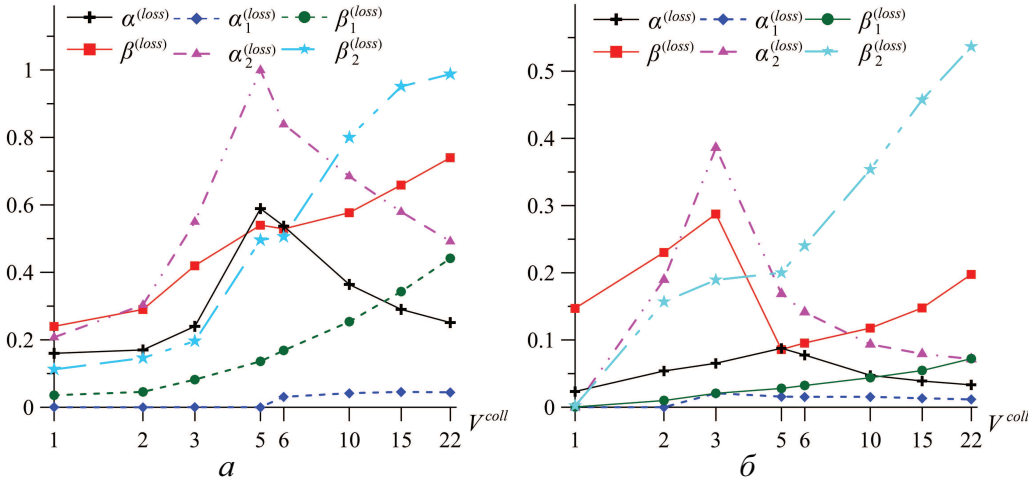 α^(loss) α_1^(loss) β_1^(loss)
β^(loss) α_2^(loss) β_2^(loss)
1
0.8
0.6
0.4
0.2
0
1 2 3 5 6 10 15 22
V^coll
а
α^(loss) α_1^(loss) β_1^(loss)
β^(loss) α_2^(loss) β_2^(loss)
0.5
0.4
0.3
0.2
0.1
0
1 2 3 5 6 10 15 22
V^coll
б